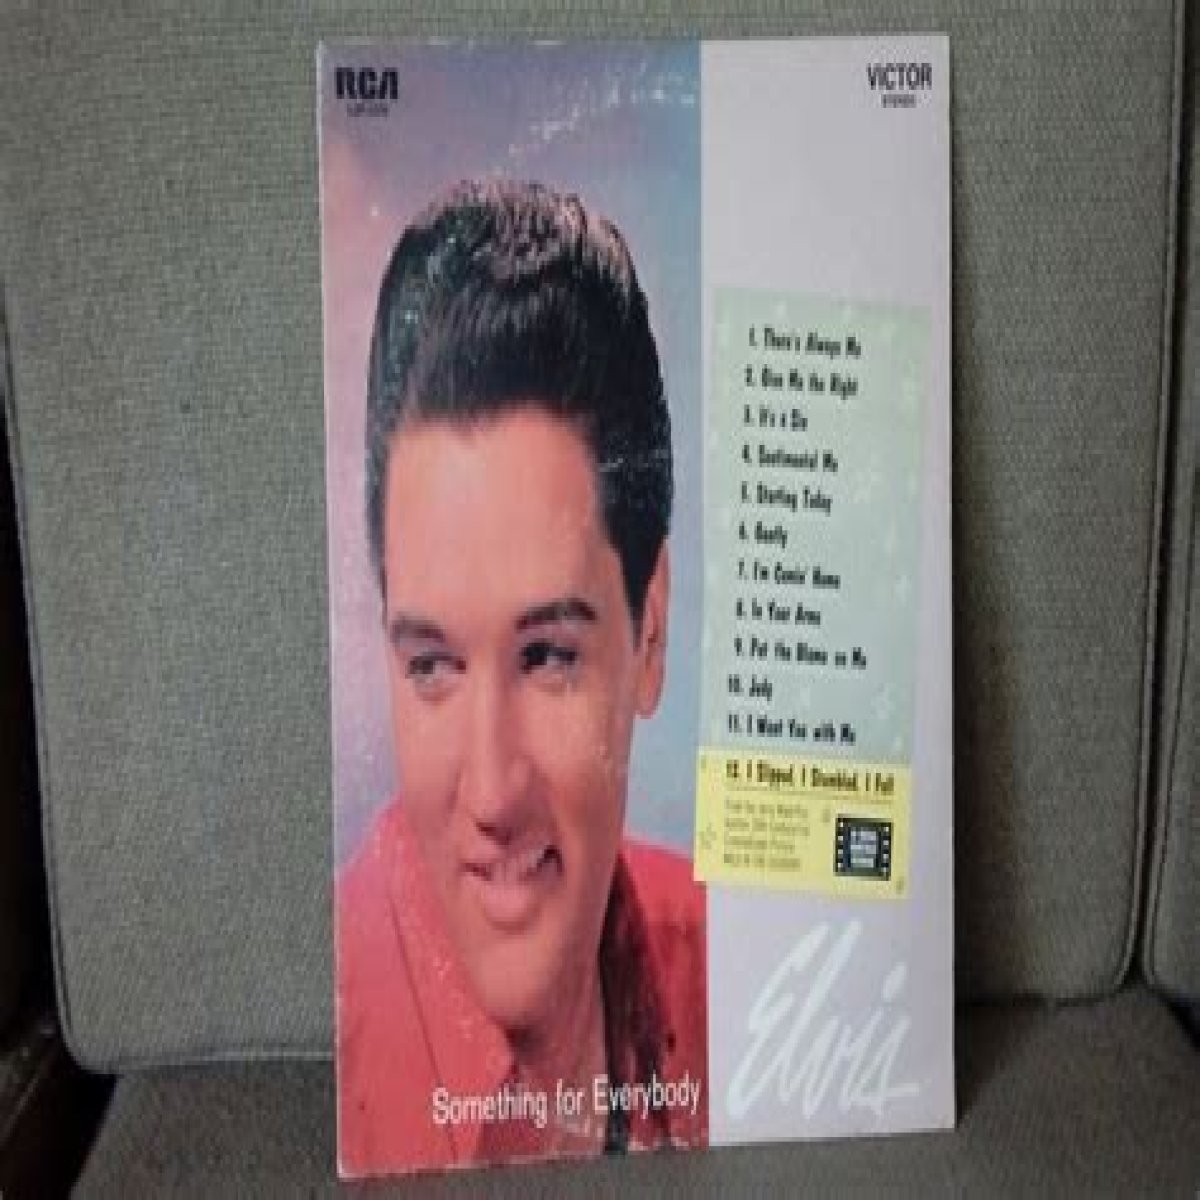 RCA
VICTOR
STEREO
1. There's Always Me
2. Give Me the Right
3. It's a Sin
4. Sentimental Me
5. Starting Today
6. Gently
7. I'm Comin' Home
8. In Your Arms
9. Put the Blame on Me
10. Judy
11. I Want You with Me
12. I Slipped, I Stumbled, I Fell
Something for Everybody
Elvis